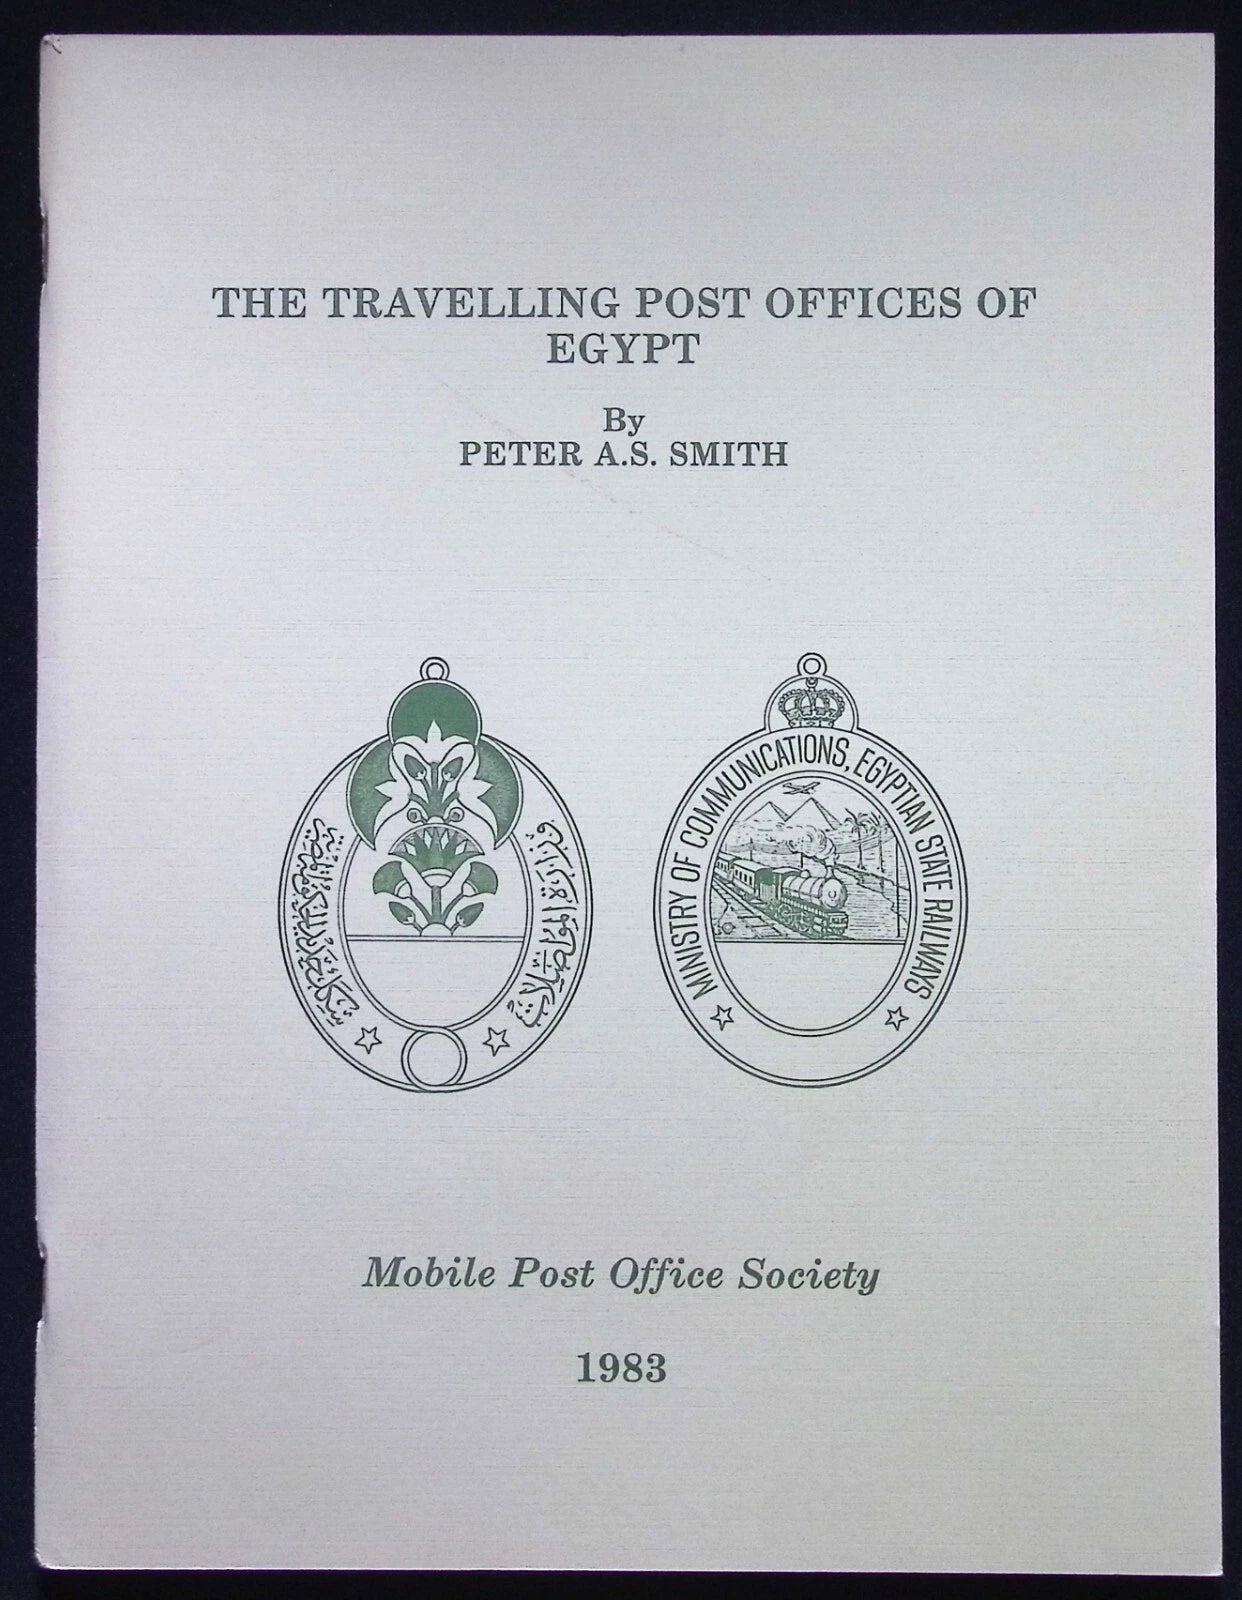 THE TRAVELLING POST OFFICES OF
EGYPT
By
PETER A.S. SMITH
MINISTRY OF COMMUNICATIONS, EGYPTIAN STATE RAILWAYS
Mobile Post Office Society
1983